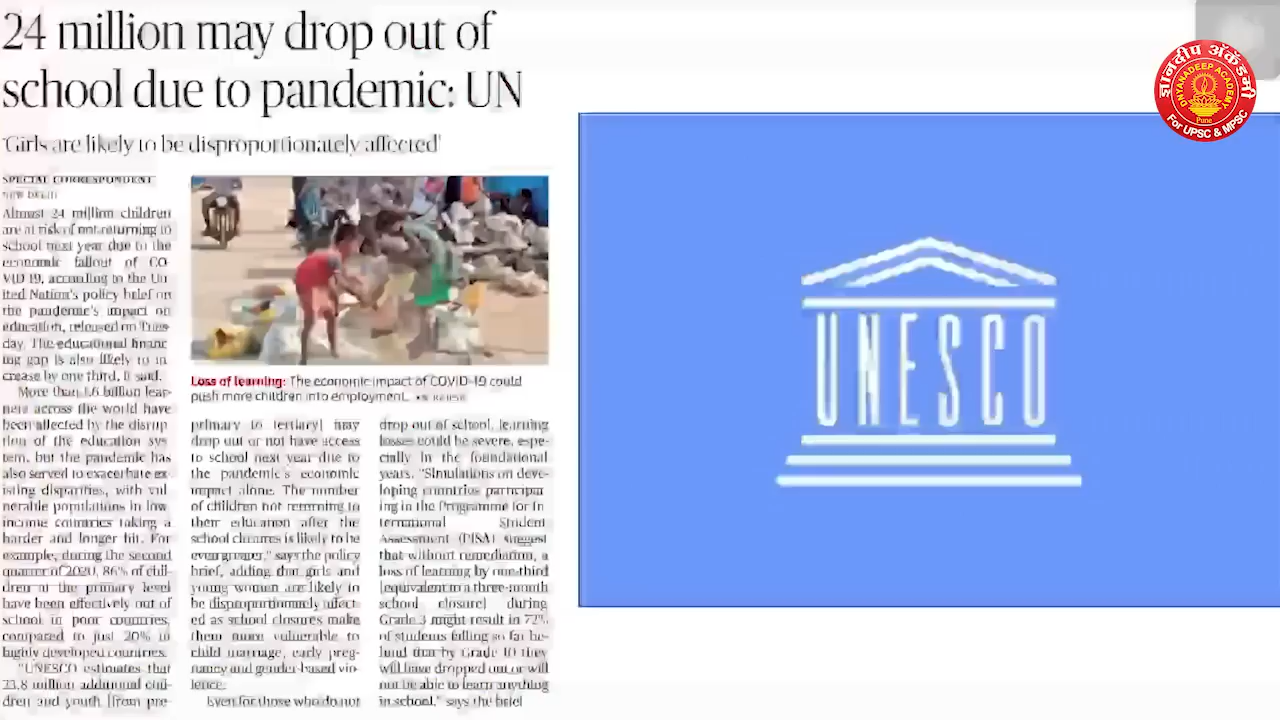 24 million may drop out of
school due to pandemic: UN
'Girls are likely to be disproportionately affected'
SPECIAL CORRESPONDENT
NEW DELHI
Almost 24 million children
are at risk of not returning to
school next year due to the
economic fallout of CO-
VID 19, according to the Un-
ited Nation's policy brief on
the pandemic's impact on
education, released on Tues-
day. The educational financ-
ing gap is also likely to in-
crease by one third, it said.
More than 1.6 billion lear-
ners across the world have
been affected by the disrup-
tion of the education sys-
tem, but the pandemic has
also served to exacerbate ex-
isting disparities, with vul-
nerable populations in low-
income countries taking a
harder and longer hit. For
example, during the second
quarter of 2020, 86% of chil-
dren at the primary level
have been effectively out of
school in poor countries,
compared to just 20% in
highly developed countries.
"UNESCO estimates that
23.8 million additional chil-
dren and youth [from pre-
Loss of learning: The economic impact of COVID-19 could
push more children into employment.
primary to tertiary] may
drop out or not have access
to school next year due to
the pandemic's economic
impact alone. The number
of children not returning to
their education after the
school closures is likely to be
even greater," says the policy
brief, adding that girls and
young women are likely to
be disproportionately affect-
ed as school closures make
them more vulnerable to
child marriage, early preg-
nancy and gender-based vio-
lence.
Even for those who do not
drop out of school, learning
losses could be severe, espe-
cially in the foundational
years. "Simulations on deve-
loping countries participat-
ing in the Programme for In-
ternational Student
Assessment (PISA) suggest
that without remediation, a
loss of learning by one-third
(equivalent to a three-month
school closure) during
Grade 3 might result in 72%
of students falling so far be-
hind that by Grade 10 they
will have dropped out or will
not be able to learn anything
in school," says the brief
UNESCO
ज्ञानदीप अ‍ॅकॅडमी
DNYANADEEP ACADEMY
Pune
For UPSC & MPSC